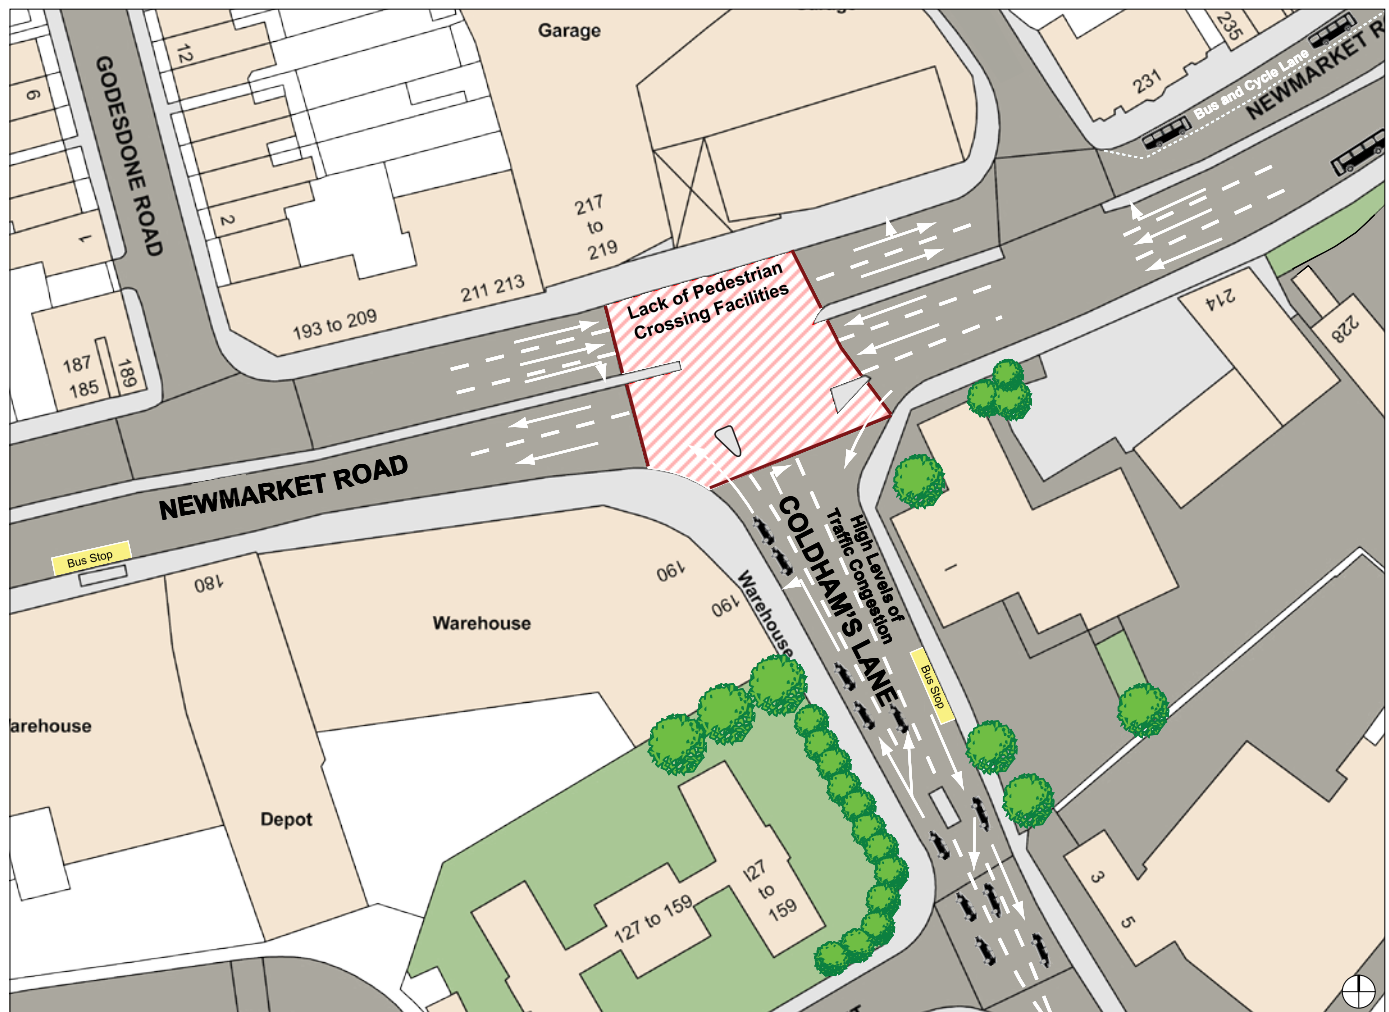 Garage
12
GODESDONE ROAD
6
2
1
217
to
219
211 213
193 to 209
187
185
189
Lack of Pedestrian
Crossing Facilities
235
231
Bus and Cycle Lane
NEWMARKET R
214
228
NEWMARKET ROAD
Bus Stop
180
Warehouse
190
190
Warehouse
COLDHAM'S LANE
High Levels of
Traffic Congestion
Bus Stop
1
arehouse
Depot
127 to 159
127
to
159
3
5